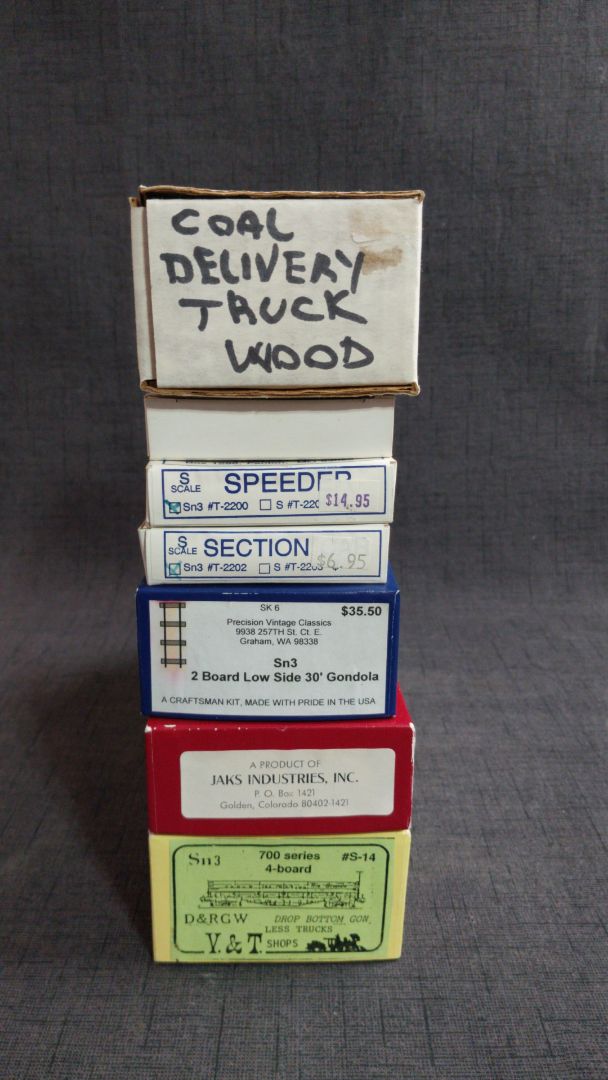 COAL
DELIVERY
TRUCK
WOOD
S
SCALE
SPEEDER
$14.95
Sn3 #T-2200
S #T-220
S
SCALE
SECTION
$6.95
Sn3 #T-2202
S #T-2203
SK 6
$35.50
Precision Vintage Classics
9938 257TH St. Ct. E.
Graham, WA 98338
Sn3
2 Board Low Side 30' Gondola
A CRAFTSMAN KIT, MADE WITH PRIDE IN THE USA
A PRODUCT OF
JAKS INDUSTRIES, INC.
P. O. Box 1421
Golden, Colorado 80402-1421
Sn3
700 series
#S-14
4-board
D&RGW
DROP BOTTOM GON.
LESS TRUCKS
V. & T. SHOPS